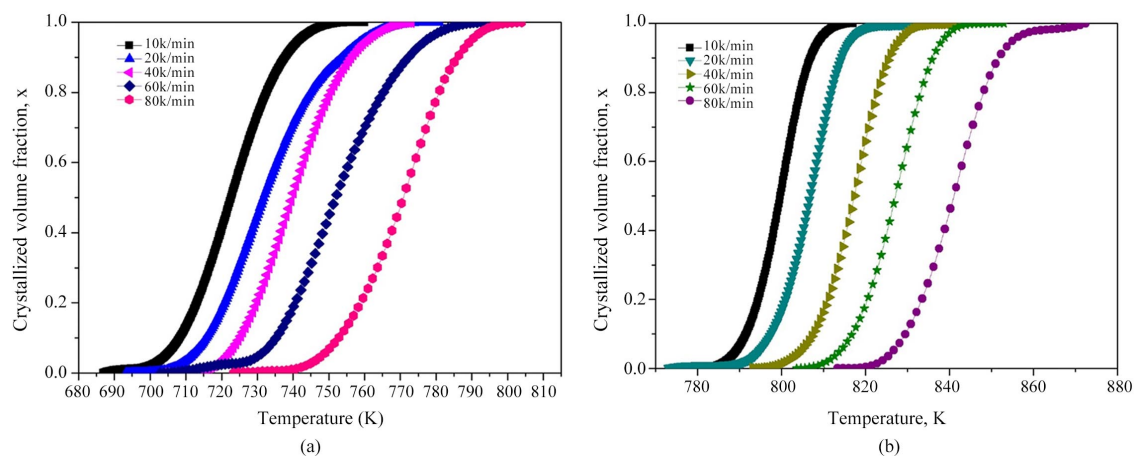 1.0
0.8
0.6
0.4
0.2
0.0
Crystallized volume fraction, x
10k/min
20k/min
40k/min
60k/min
80k/min
680 690 700 710 720 730 740 750 760 770 780 790 800 810
Temperature (K)
(a)
1.0
0.8
0.6
0.4
0.2
0.0
Crystallized volume fraction, x
10k/min
20k/min
40k/min
60k/min
80k/min
780 800 820 840 860 880
Temperature, K
(b)